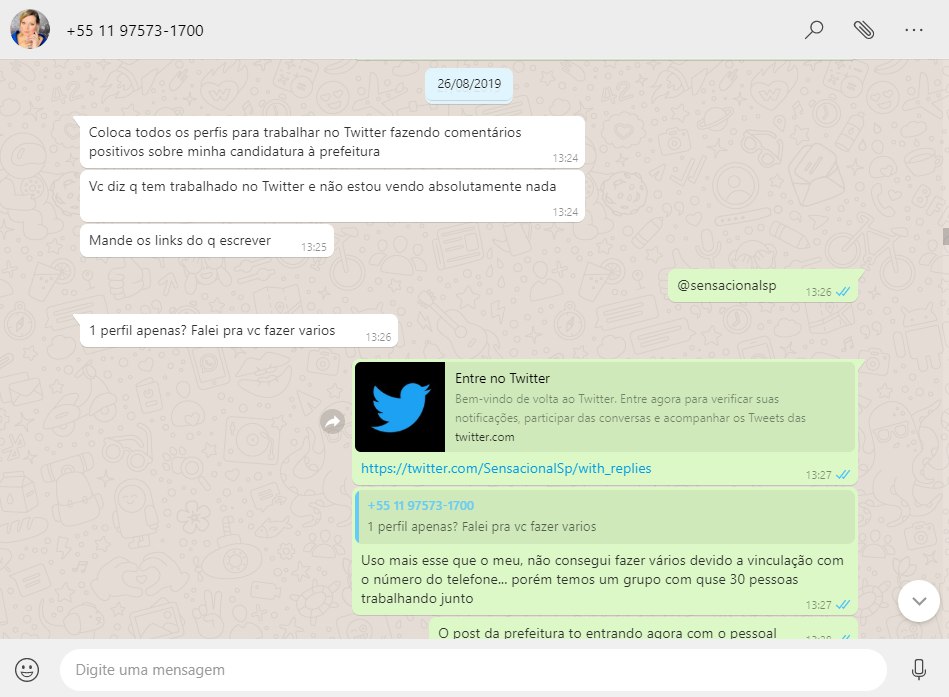 +55 11 97573-1700
26/08/2019
Coloca todos os perfis para trabalhar no Twitter fazendo comentários
positivos sobre minha candidatura à prefeitura
13:24
Vc diz q tem trabalhado no Twitter e não estou vendo absolutamente nada
13:24
Mande os links do q escrever
13:25
@sensacionalsp
13:26
1 perfil apenas? Falei pra vc fazer varios
13:26
Entre no Twitter
Bem-vindo de volta ao Twitter. Entre agora para verificar suas
notificações, participar das conversas e acompanhar os Tweets das
twitter.com
https://twitter.com/SensacionalSp/with_replies
13:27
+55 11 97573-1700
1 perfil apenas? Falei pra vc fazer varios
Uso mais esse que o meu, não consegui fazer vários devido a vinculação com
o número do telefone... porém temos um grupo com quse 30 pessoas
trabalhando junto
13:27
O post da prefeitura to entrando agora com o pessoal
13:28
Digite uma mensagem